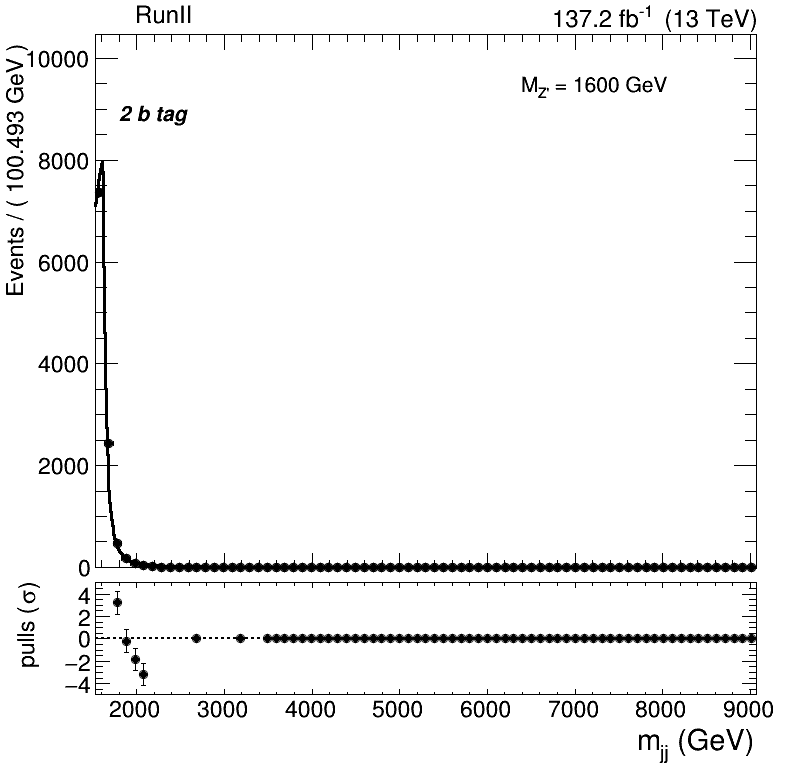 RunII
137.2 fb-1 (13 TeV)
Events / ( 100.493 GeV )
10000
8000
6000
4000
2000
0
2 b tag
MZ' = 1600 GeV
pulls (σ)
4
2
0
−2
−4
2000 3000 4000 5000 6000 7000 8000 9000
mjj (GeV)